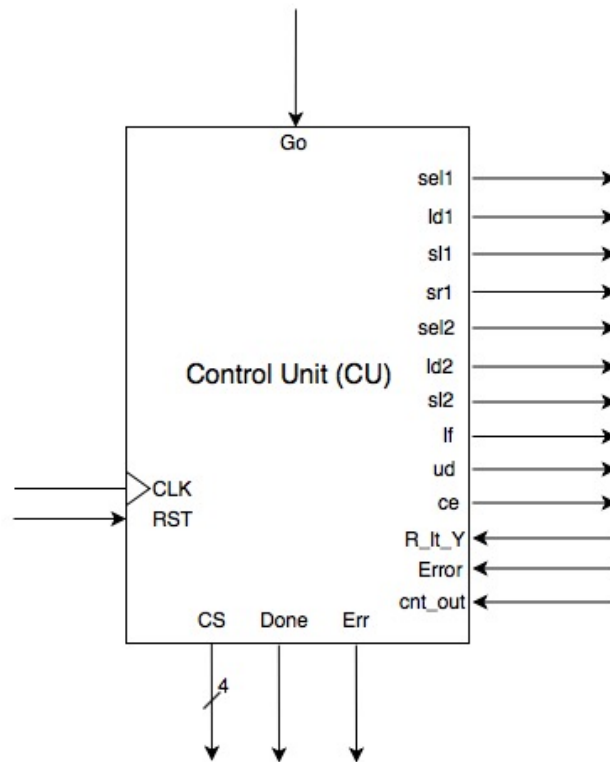 Go
sel1
ld1
sl1
sr1
sel2
Control Unit (CU)
ld2
sl2
lf
ud
CLK
ce
RST
R_lt_Y
Error
cnt_out
CS Done Err
4